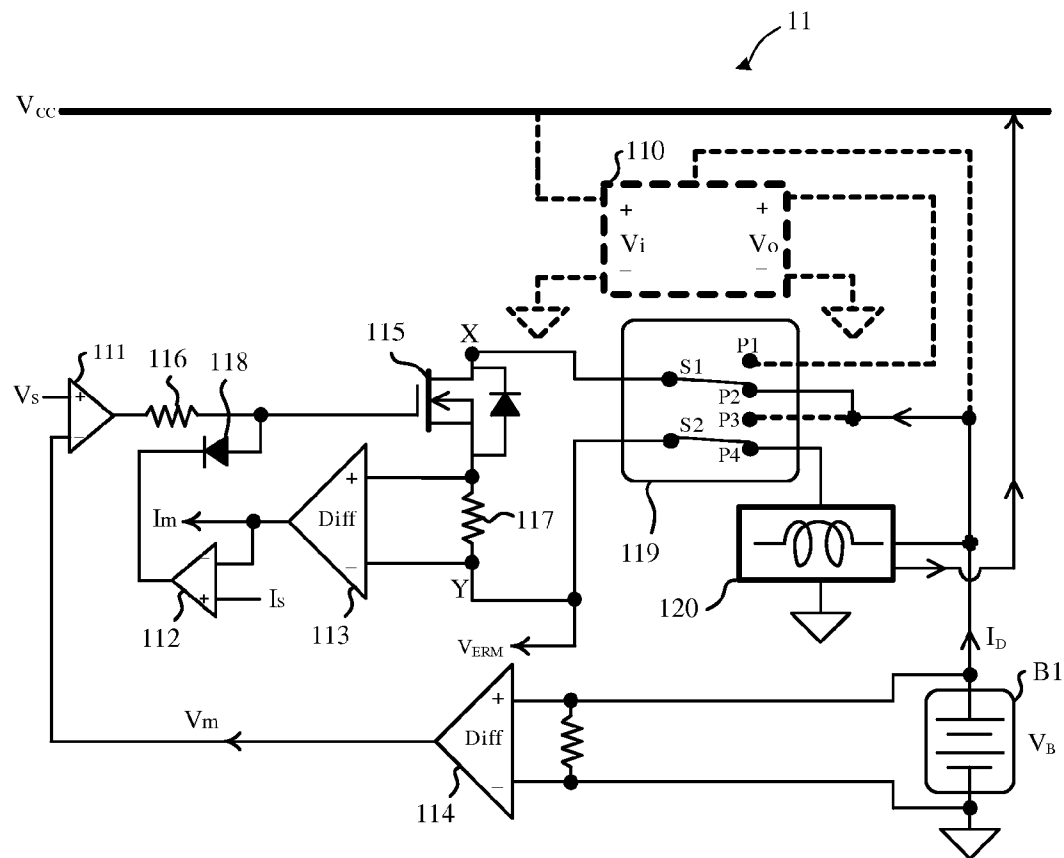 11
VCC
110
+ +
Vi Vo
− −
X
111 116 118 115
P1
VS + S1
P2
P3
− S2
P4
+
Im Diff 117
119
− −
Y
+ IS
112 113 120
VERM
ID
B1
+
Vm Diff VB
−
114